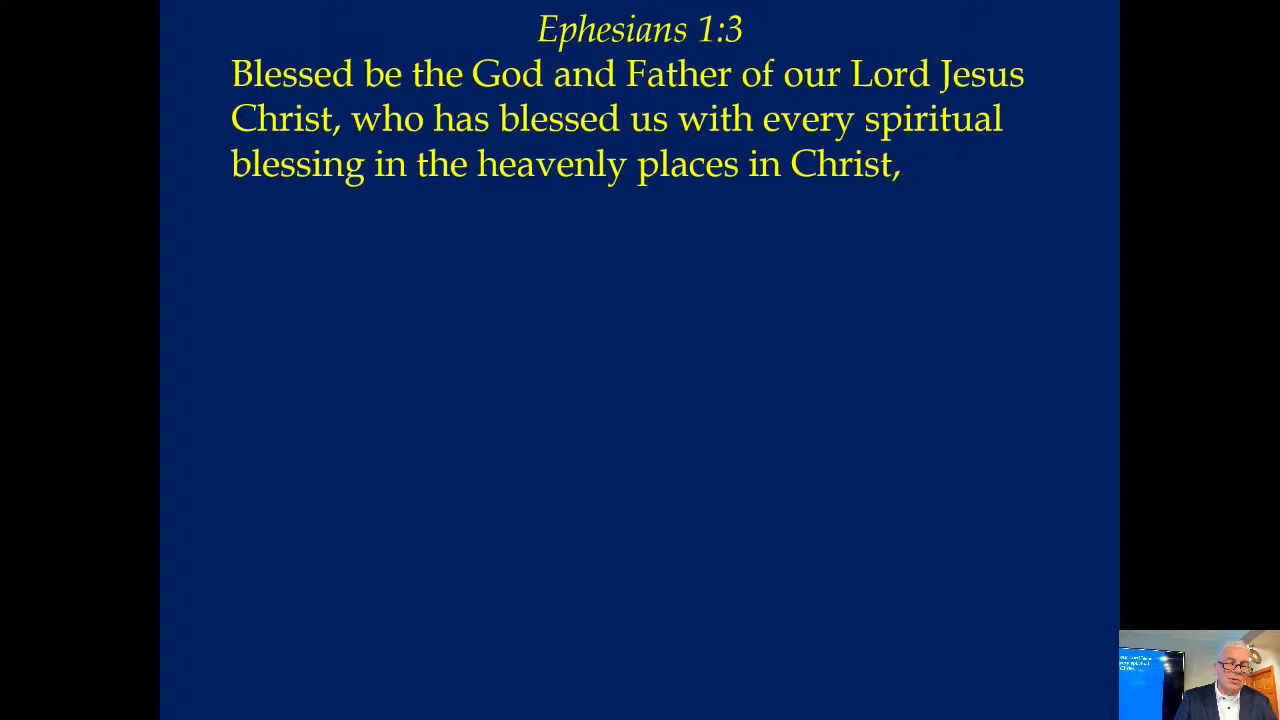 Ephesians 1:3
Blessed be the God and Father of our Lord Jesus
Christ, who has blessed us with every spiritual
blessing in the heavenly places in Christ,